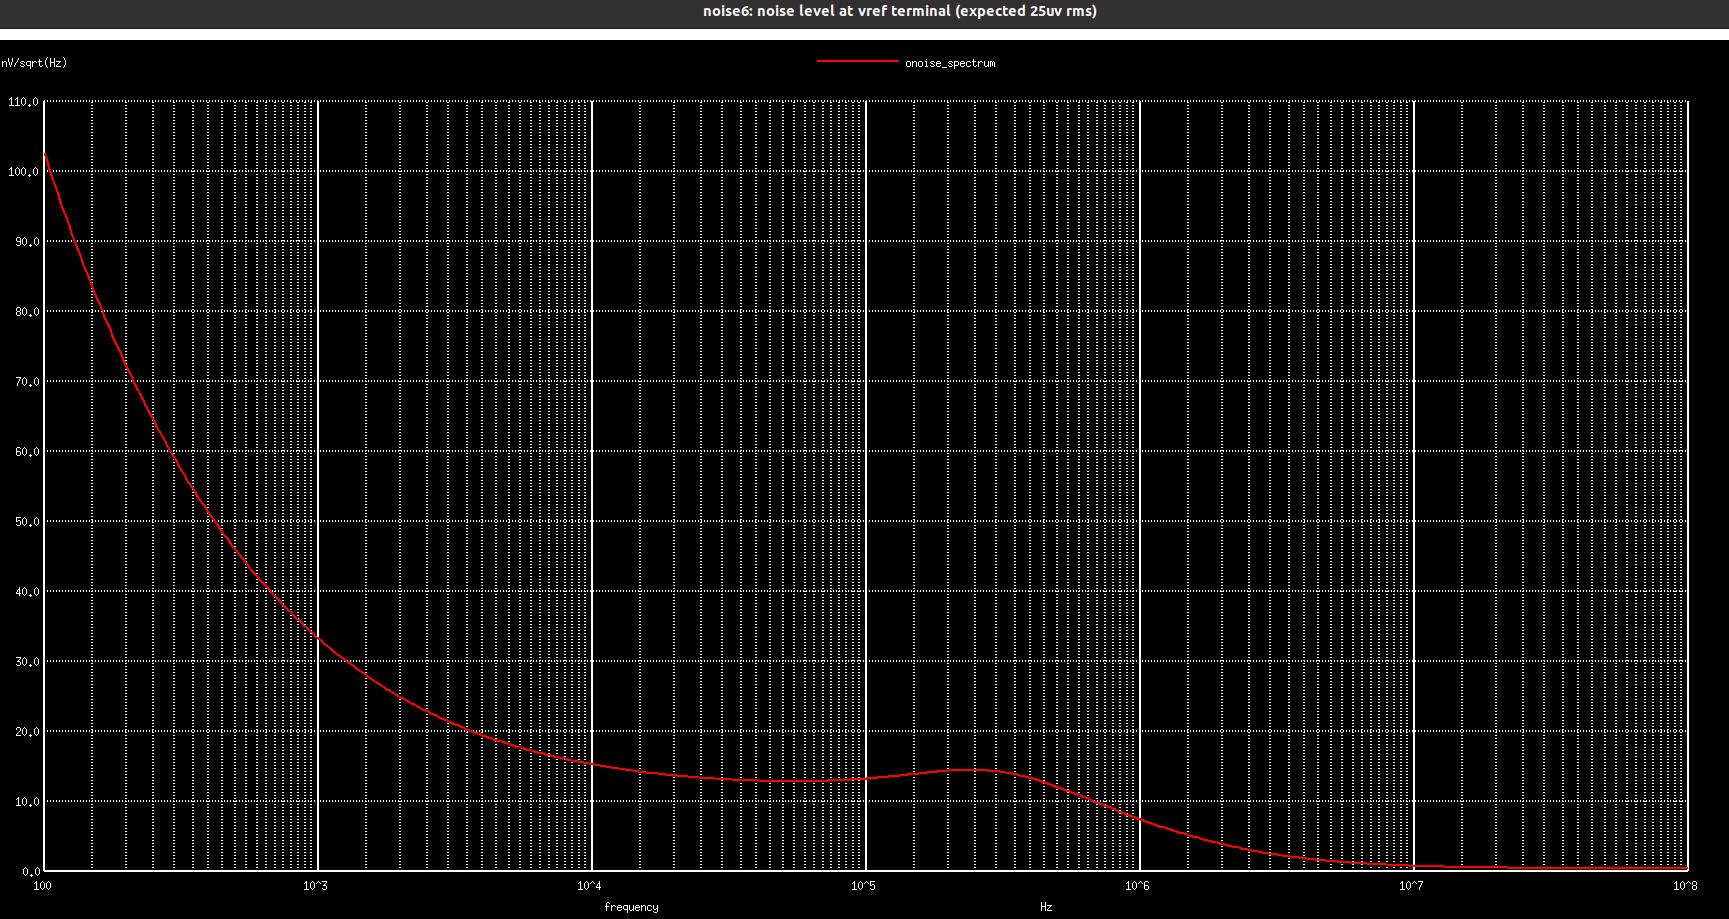 noise6: noise level at vref terminal (expected 25uv rms)
nV/sqrt(Hz)
onoise_spectrum
110.0
100.0
90.0
80.0
70.0
60.0
50.0
40.0
30.0
20.0
10.0
0.0
100 10^3 10^4 10^5 10^6 10^7 10^8
frequency Hz